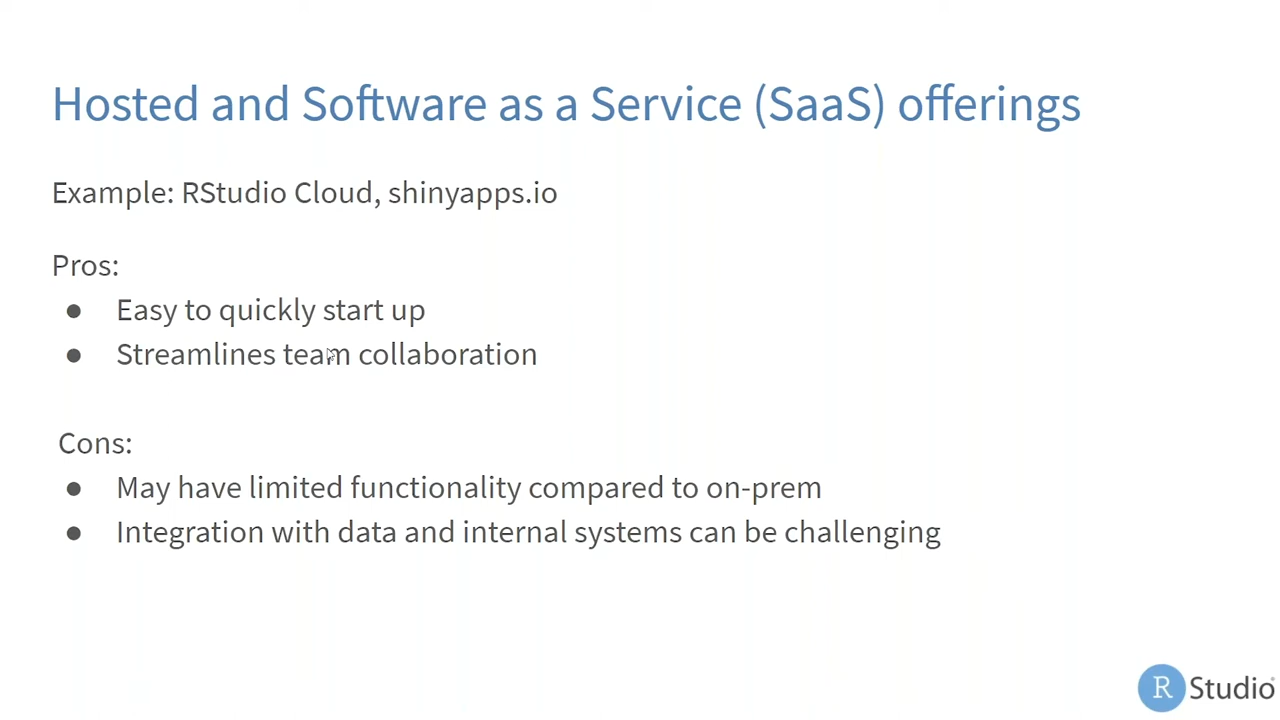 Hosted and Software as a Service (SaaS) offerings
Example: RStudio Cloud, shinyapps.io
Pros:
● Easy to quickly start up
● Streamlines team collaboration
Cons:
● May have limited functionality compared to on-prem
● Integration with data and internal systems can be challenging
R Studio®